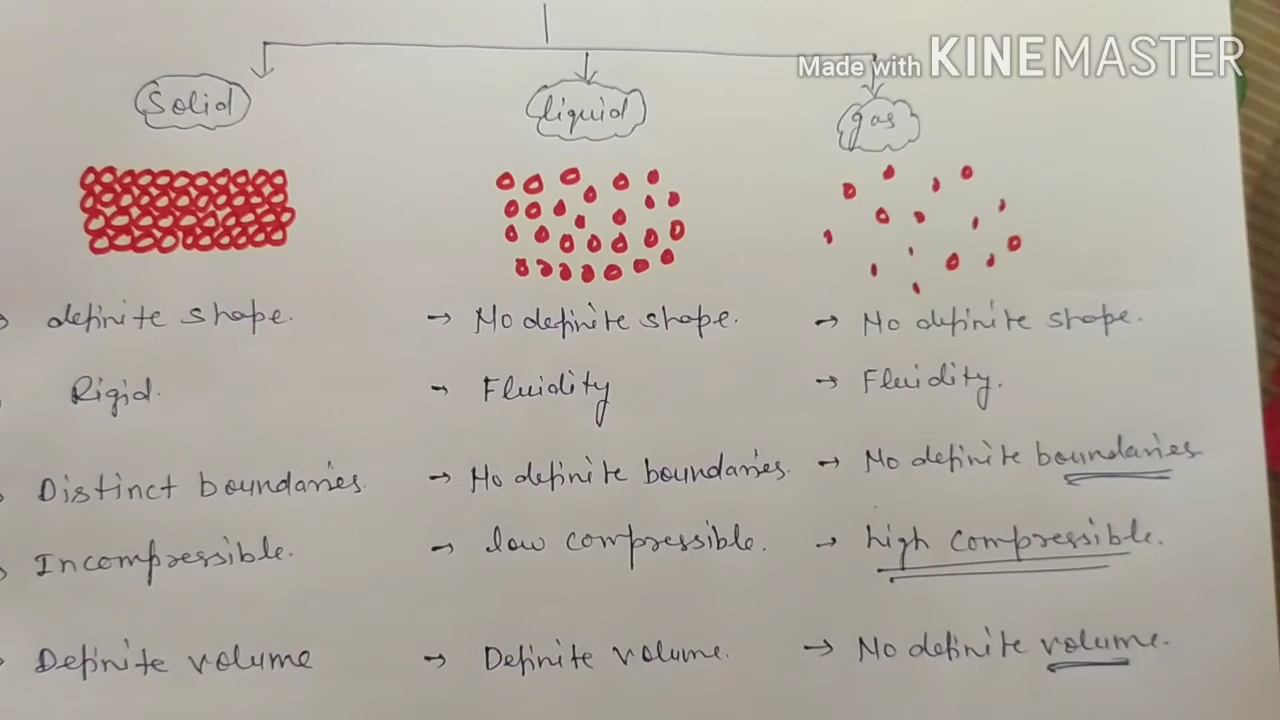 Made with KINEMASTER
Solid
liquid
gas
definite shape.
→ No definite shape.
→ No definite shape.
Rigid.
→ Fluidity
→ Fluidity.
Distinct boundaries.
→ No definite boundaries.
→ No definite boundaries
Incompressible.
→ low compressible.
→ high compressible.
Definite volume
→ Definite volume.
→ No definite volume.